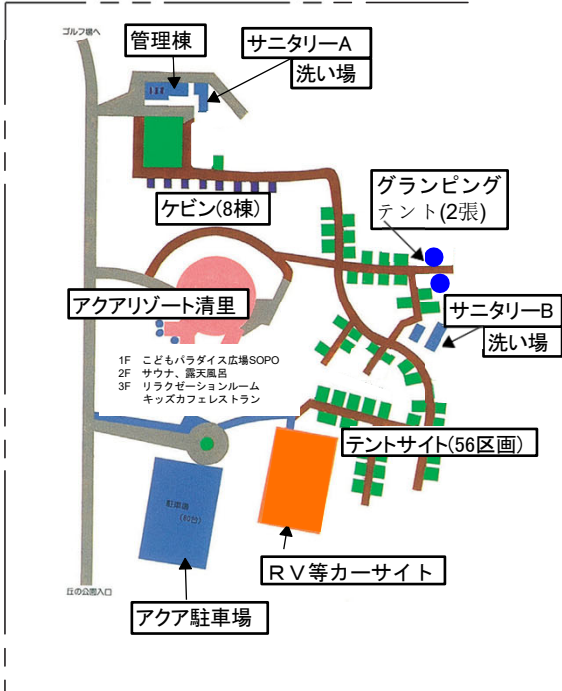 ゴルフ場へ
管理棟
サニタリーA
洗い場
グランピング
テント(2張)
ケビン(8棟)
アクアリゾート清里
サニタリーB
洗い場
1F こどもパラダイス広場SOPO
2F サウナ、露天風呂
3F リラクゼーションルーム
キッズカフェレストラン
テントサイト(56区画)
駐車場
RV等カーサイト
丘の公園入口
アクア駐車場